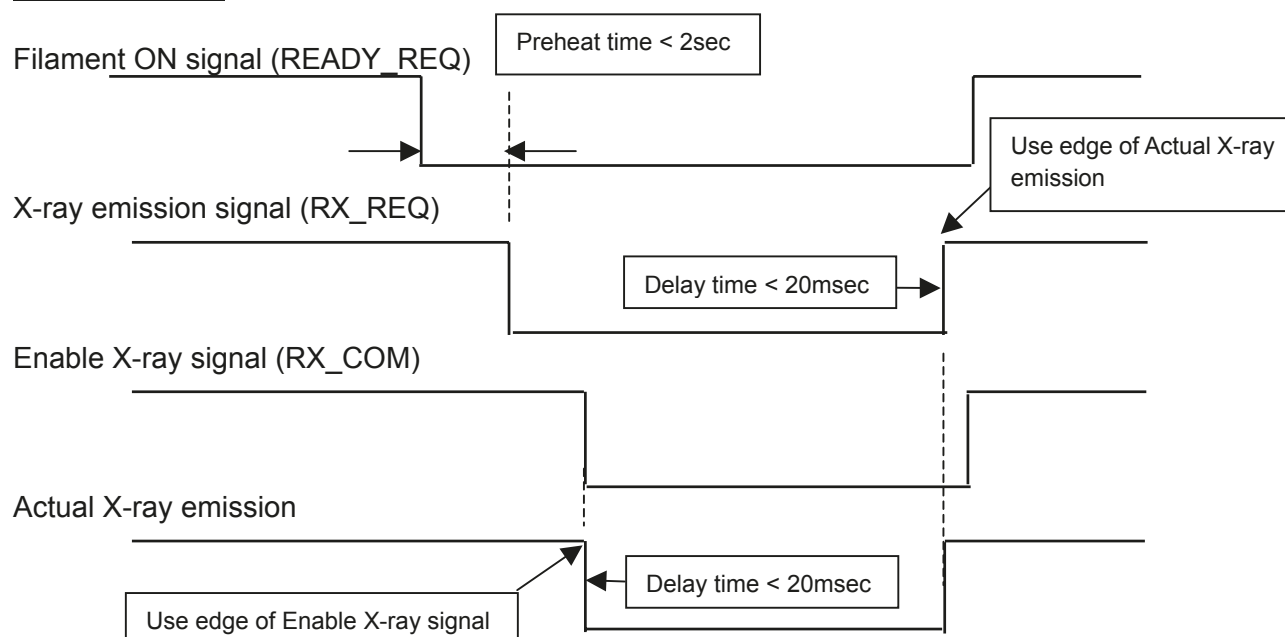 Preheat time < 2sec
Filament ON signal (READY_REQ)
Use edge of Actual X-ray
emission
X-ray emission signal (RX_REQ)
Delay time < 20msec
Enable X-ray signal (RX_COM)
Actual X-ray emission
Delay time < 20msec
Use edge of Enable X-ray signal